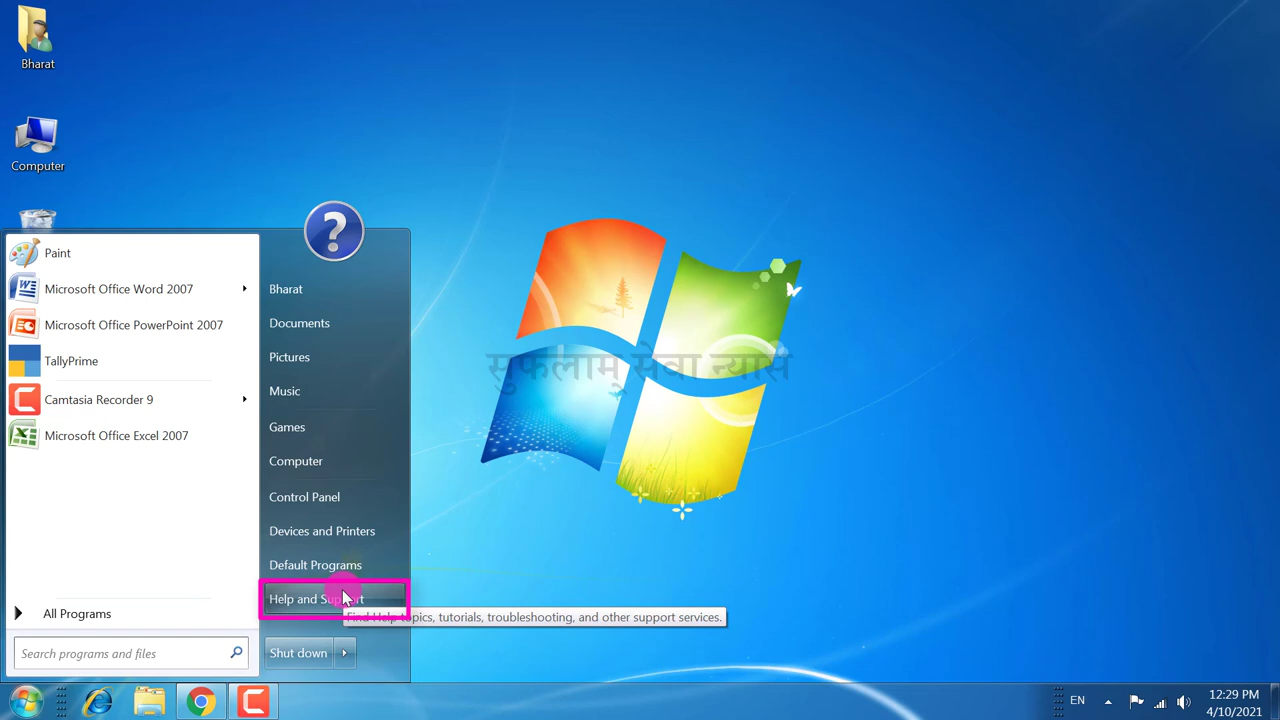 Bharat
Computer
Paint
Microsoft Office Word 2007
Microsoft Office PowerPoint 2007
TallyPrime
Camtasia Recorder 9
Microsoft Office Excel 2007
All Programs
Search programs and files
?
Bharat
Documents
Pictures
Music
Games
Computer
Control Panel
Devices and Printers
Default Programs
Help and Support
Find Help topics, tutorials, troubleshooting, and other support services.
Shut down
सुफलाम् सेवा न्यास
EN
12:29 PM
4/10/2021